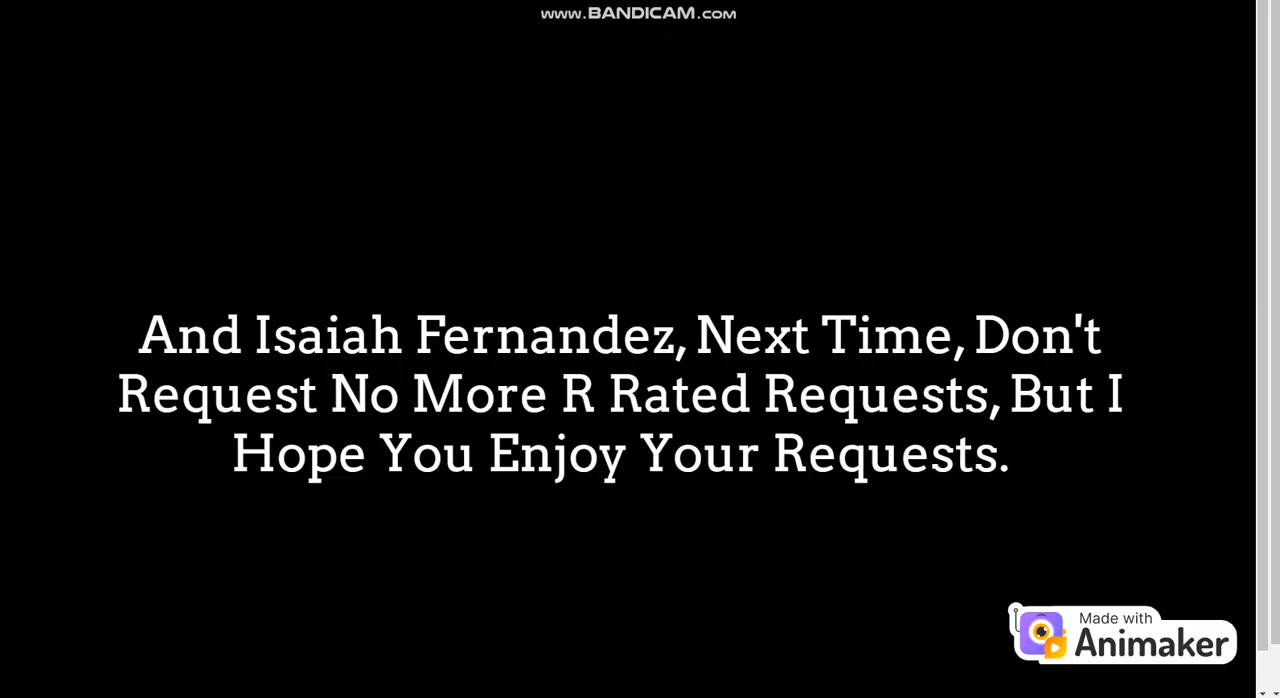 www.BANDICAM.com
And Isaiah Fernandez, Next Time, Don't
Request No More R Rated Requests, But I
Hope You Enjoy Your Requests.
Made with
Animaker